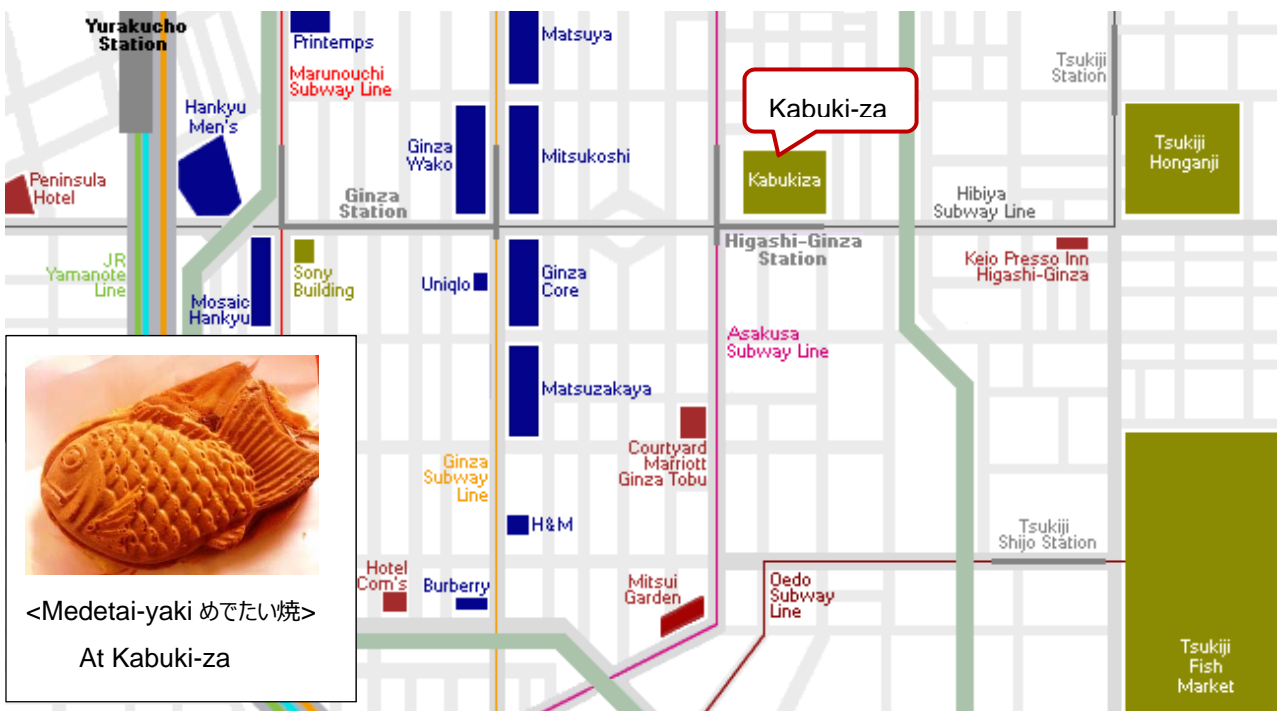 Yurakucho
Station
Printemps
Matsuya
Marunouchi
Subway Line
Kabuki-za
Tsukiji
Station
Hankyu
Men's
Ginza
Wako
Mitsukoshi
Tsukiji
Honganji
Peninsula
Hotel
Ginza
Station
Kabukiza
Hibiya
Subway Line
Higashi-Ginza
Station
JR
Yamanote
Line
Sony
Building
Mosaic
Hankyu
Uniqlo
Ginza
Core
Keio Presso Inn
Higashi-Ginza
Asakusa
Subway Line
Matsuzakaya
Courtyard
Marriott
Ginza Tobu
Ginza
Subway
Line
H&M
Tsukiji
Shijo Station
Hotel
Com's
Burberry
Mitsui
Garden
Oedo
Subway
Line
Tsukiji
Fish
Market
<Medetai-yaki めでたい焼>
At Kabuki-za